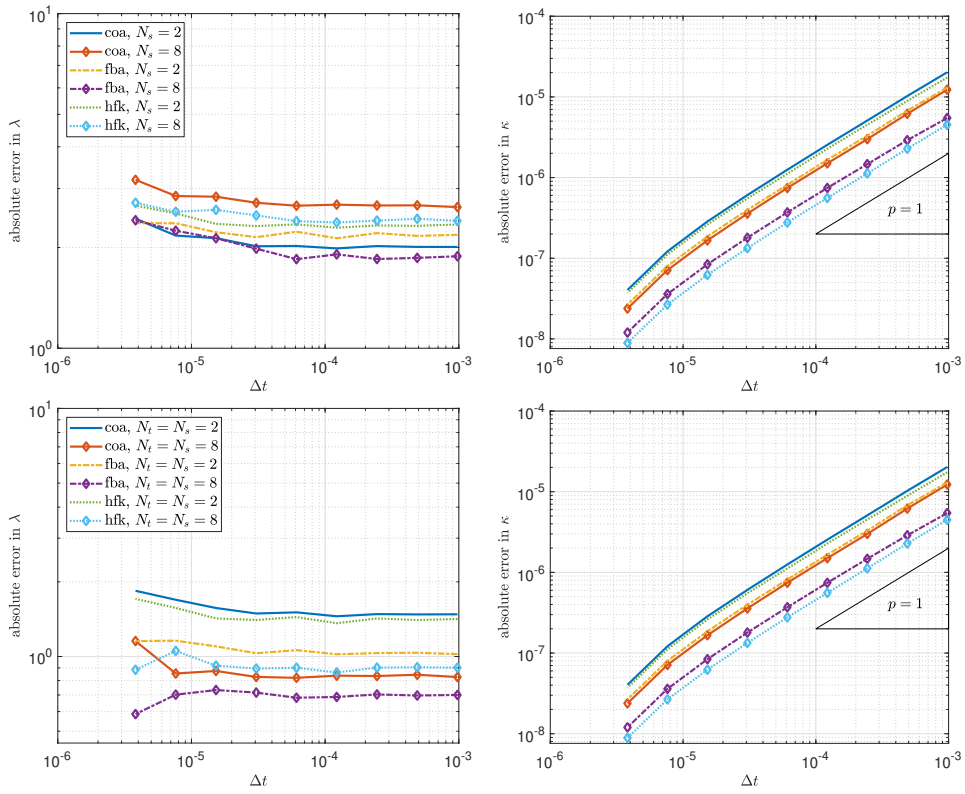 absolute error in λ
10^1
10^0
coa, N_s = 2
coa, N_s = 8
fba, N_s = 2
fba, N_s = 8
hfk, N_s = 2
hfk, N_s = 8
10^-6
10^-5
10^-4
10^-3
Δt
absolute error in κ
10^-4
10^-5
10^-6
10^-7
10^-8
p = 1
10^-6
10^-5
10^-4
10^-3
Δt
absolute error in λ
10^1
10^0
coa, N_t = N_s = 2
coa, N_t = N_s = 8
fba, N_t = N_s = 2
fba, N_t = N_s = 8
hfk, N_t = N_s = 2
hfk, N_t = N_s = 8
10^-6
10^-5
10^-4
10^-3
Δt
absolute error in κ
10^-4
10^-5
10^-6
10^-7
10^-8
p = 1
10^-6
10^-5
10^-4
10^-3
Δt